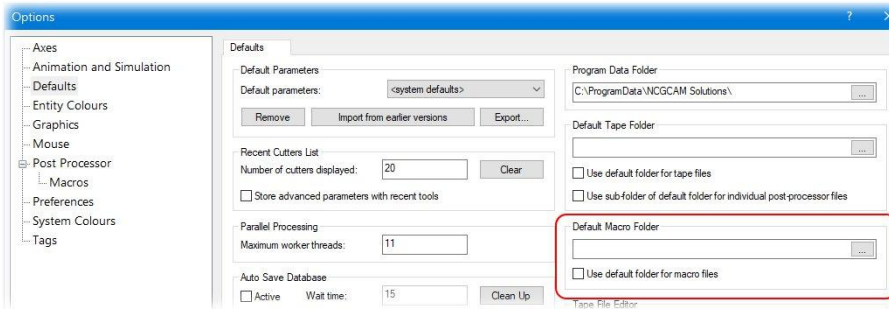 Options
?
Axes
Animation and Simulation
Defaults
Entity Colours
Graphics
Mouse
Post Processor
Macros
Preferences
System Colours
Tags
Defaults
Default Parameters
Default parameters: <system defaults>
Remove Import from earlier versions Export...
Recent Cutters List
Number of cutters displayed: 20 Clear
Store advanced parameters with recent tools
Parallel Processing
Maximum worker threads: 11
Auto Save Database
Active Wait time: 15 Clean Up
Program Data Folder
C:\ProgramData\NCGCAM Solutions\ ...
Default Tape Folder
...
Use default folder for tape files
Use sub-folder of default folder for individual post-processor files
Default Macro Folder
...
Use default folder for macro files
Tape File Editor